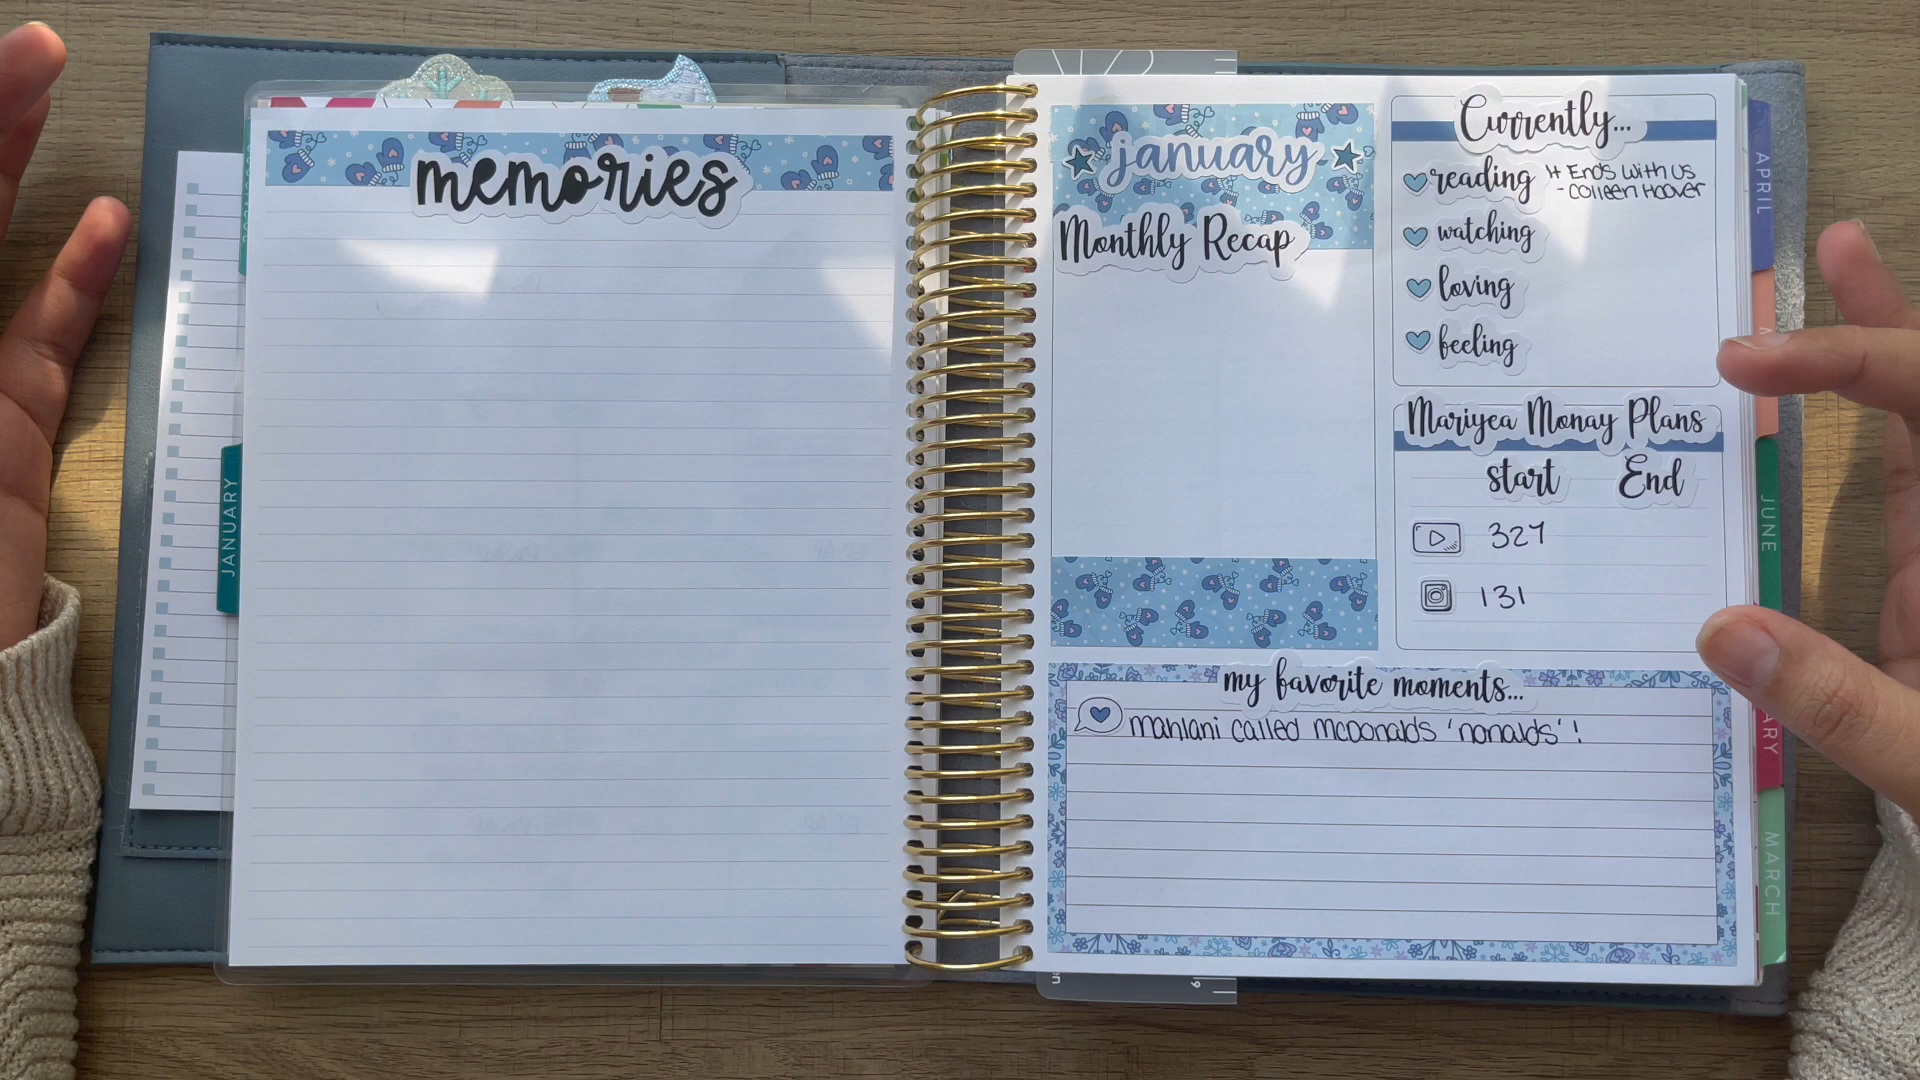 memories
JANUARY
january
Monthly Recap
Currently...
reading It Ends with us
- Colleen Hoover
watching
loving
feeling
Mariyea Monay Plans
start End
327
131
my favorite moments...
mahlani called mcDonalds 'nonalds'!
APRIL
JUNE
ARY
MARCH